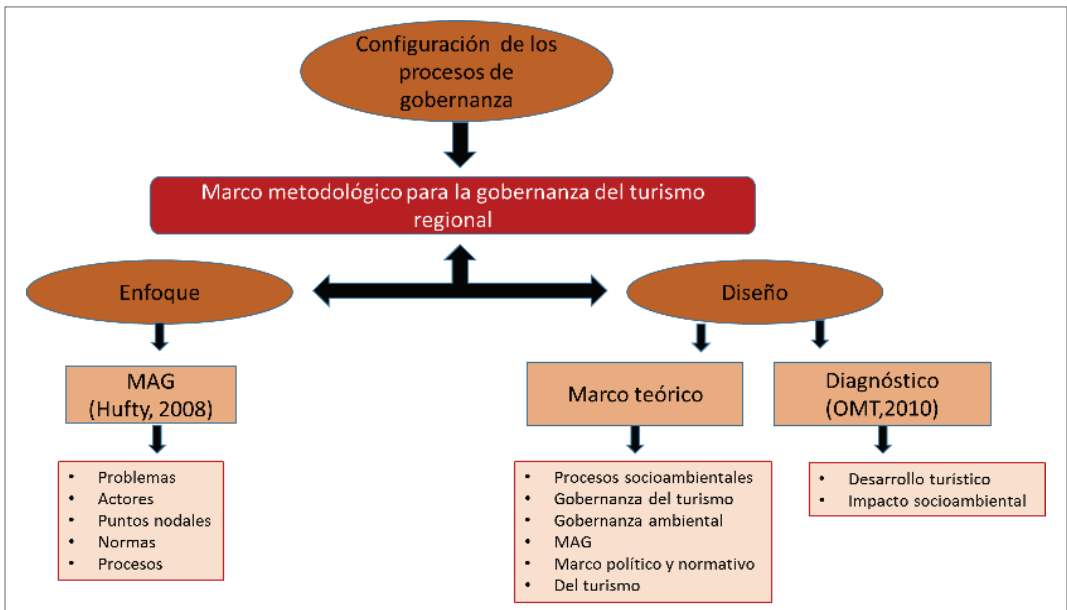 Configuración de los
procesos de
gobernanza
Marco metodológico para la gobernanza del turismo
regional
Enfoque
Diseño
MAG
(Hufty, 2008)
Marco teórico
Diagnóstico
(OMT,2010)
• Problemas
• Actores
• Puntos nodales
• Normas
• Procesos
• Procesos socioambientales
• Gobernanza del turismo
• Gobernanza ambiental
• MAG
• Marco político y normativo
• Del turismo
• Desarrollo turístico
• Impacto socioambiental